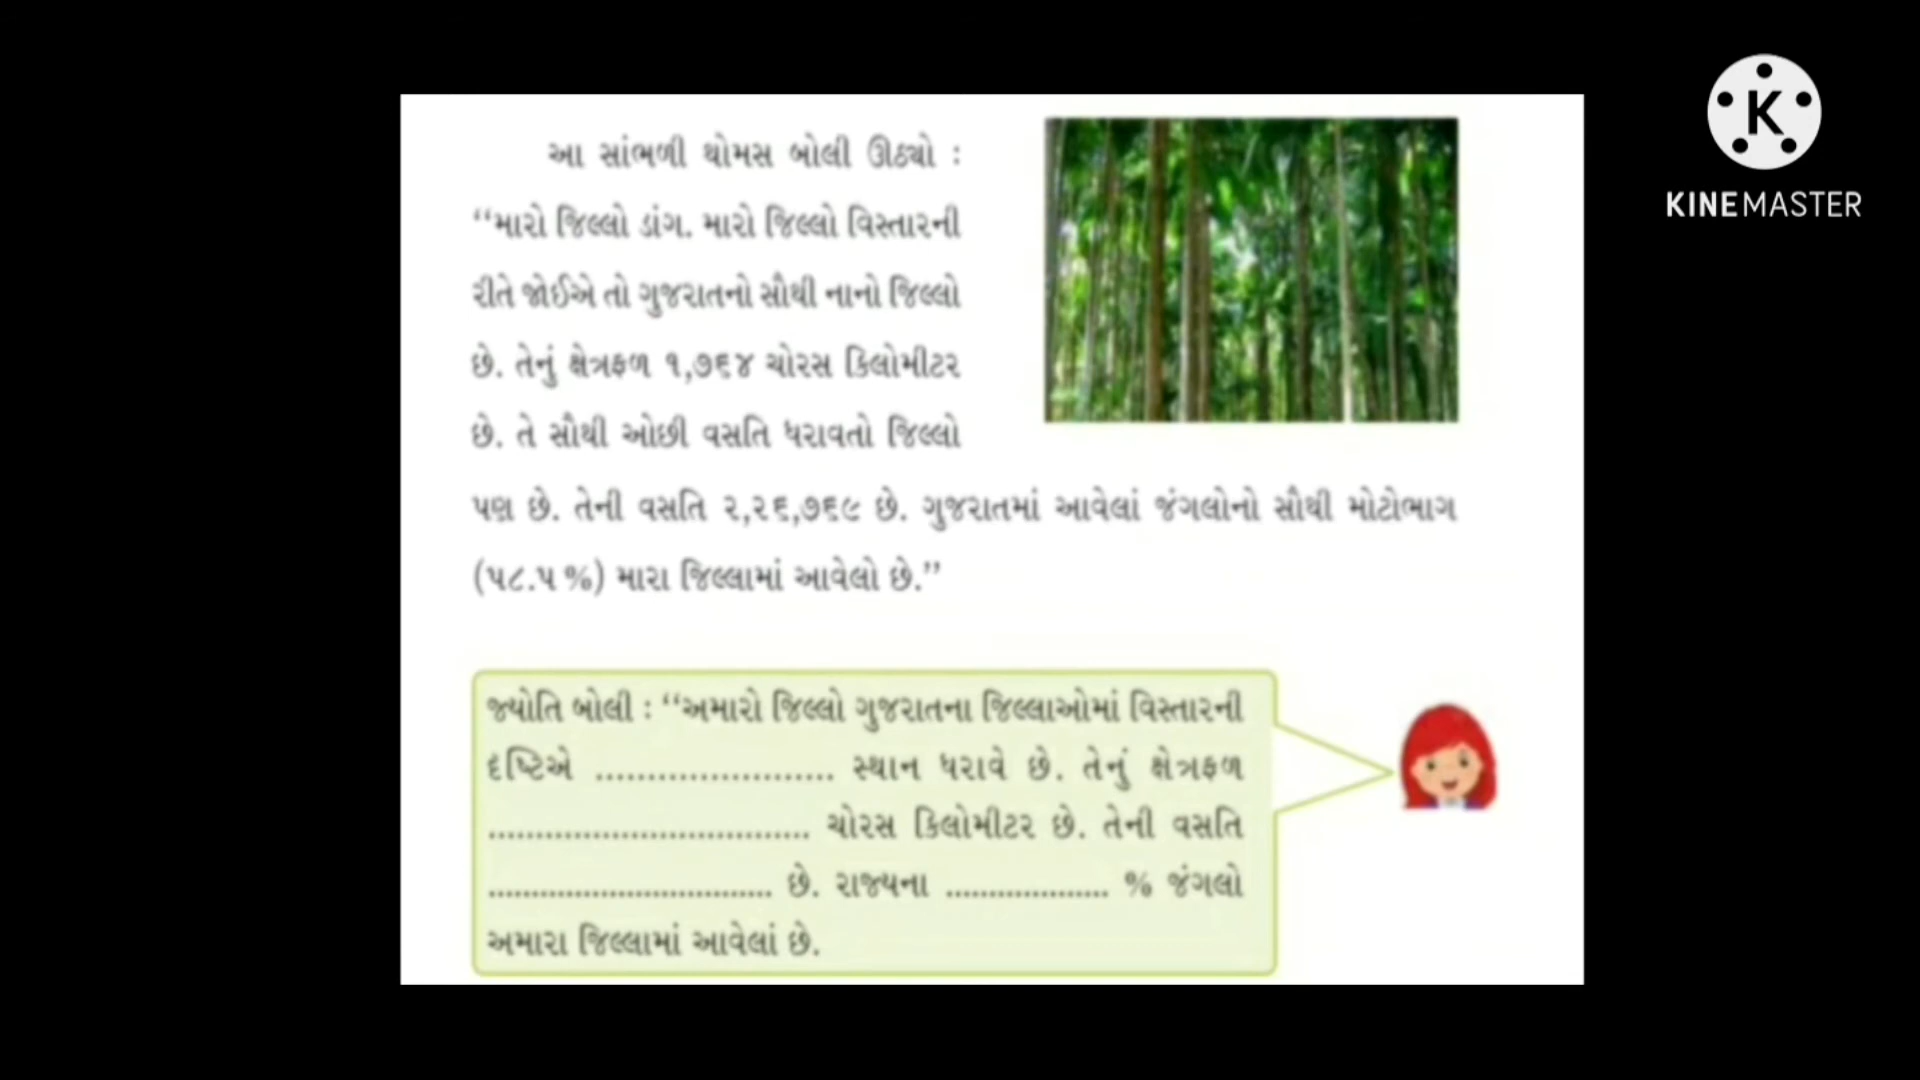 આ સાંભળી થોમસ બોલી ઊઠ્યો :
“મારો જિલ્લો ડાંગ. મારો જિલ્લો વિસ્તારની
રીતે જોઈએ તો ગુજરાતનો સૌથી નાનો જિલ્લો
છે. તેનું ક્ષેત્રફળ ૧,૭૬૪ ચોરસ કિલોમીટર
છે. તે સૌથી ઓછી વસતિ ધરાવતો જિલ્લો
પણ છે. તેની વસતિ ૨,૨૬,૭૬૯ છે. ગુજરાતમાં આવેલાં જંગલોનો સૌથી મોટોભાગ
(૫૮.૫ %) મારા જિલ્લામાં આવેલો છે.”
જ્યોતિ બોલી : “અમારો જિલ્લો ગુજરાતના જિલ્લાઓમાં વિસ્તારની
દૃષ્ટિએ ....................... સ્થાન ધરાવે છે. તેનું ક્ષેત્રફળ
................................ ચોરસ કિલોમીટર છે. તેની વસતિ
.............................. છે. રાજ્યના ................... % જંગલો
અમારા જિલ્લામાં આવેલાં છે.
K
KINEMASTER